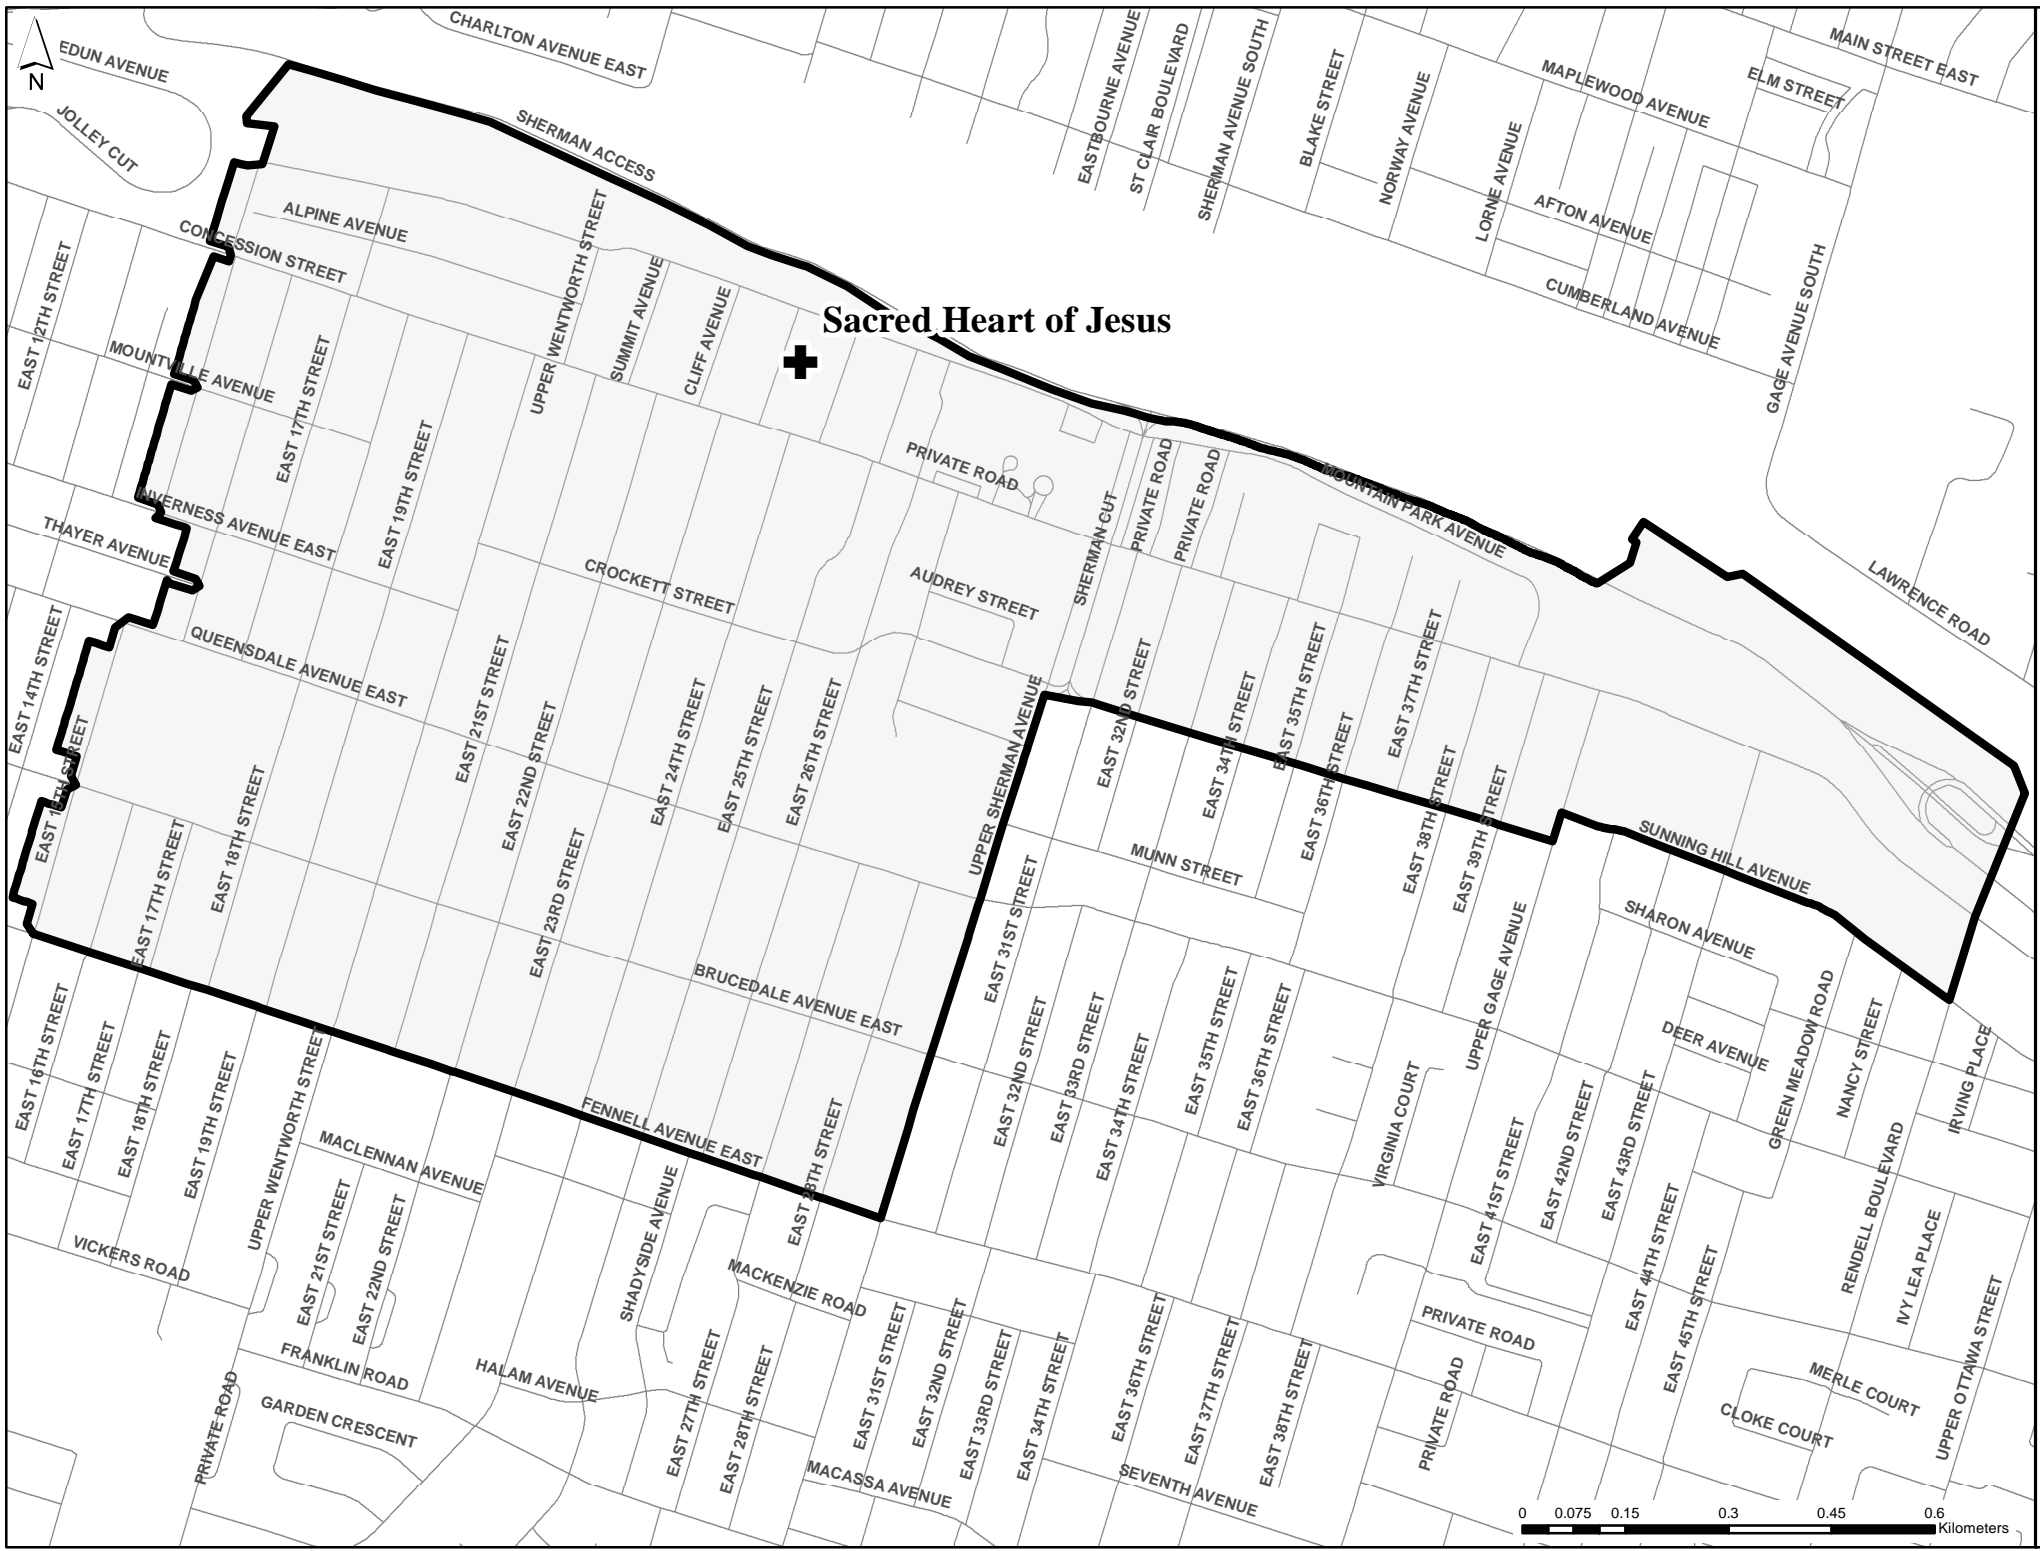 CHARLTON AVENUE EAST
EDUN AVENUE
N
JOLLEY CUT
SHERMAN ACCESS
EASTBOURNE AVENUE
ST CLAIR BOULEVARD
SHERMAN AVENUE SOUTH
BLAKE STREET
NORWAY AVENUE
MAPLEWOOD AVENUE
MAIN STREET EAST
ELM STREET
LORNE AVENUE
AFTON AVENUE
CUMBERLAND AVENUE
GAGE AVENUE SOUTH
ALPINE AVENUE
CONCESSION STREET
EAST 12TH STREET
UPPER WENTWORTH STREET
SUMMIT AVENUE
CLIFF AVENUE
Sacred Heart of Jesus
MOUNTVILLE AVENUE
EAST 17TH STREET
EAST 19TH STREET
PRIVATE ROAD
PRIVATE ROAD
PRIVATE ROAD
SHERMAN CUT
MOUNTAIN PARK AVENUE
INVERNESS AVENUE EAST
THAYER AVENUE
CROCKETT STREET
AUDREY STREET
LAWRENCE ROAD
EAST 14TH STREET
QUEENSDALE AVENUE EAST
EAST 21ST STREET
EAST 22ND STREET
EAST 24TH STREET
EAST 25TH STREET
EAST 26TH STREET
UPPER SHERMAN AVENUE
EAST 32ND STREET
EAST 34TH STREET
EAST 35TH STREET
EAST 36TH STREET
EAST 37TH STREET
EAST 38TH STREET
EAST 39TH STREET
EAST 15TH STREET
EAST 17TH STREET
EAST 18TH STREET
EAST 23RD STREET
MUNN STREET
SUNNING HILL AVENUE
EAST 31ST STREET
UPPER GAGE AVENUE
SHARON AVENUE
BRUCEDALE AVENUE EAST
EAST 16TH STREET
EAST 17TH STREET
EAST 18TH STREET
EAST 19TH STREET
UPPER WENTWORTH STREET
EAST 32ND STREET
EAST 33RD STREET
EAST 34TH STREET
EAST 35TH STREET
EAST 36TH STREET
DEER AVENUE
GREEN MEADOW ROAD
NANCY STREET
IRVING PLACE
FENNELL AVENUE EAST
EAST 28TH STREET
MACLENNAN AVENUE
VIRGINIA COURT
EAST 41ST STREET
EAST 42ND STREET
EAST 43RD STREET
RENDELL BOULEVARD
EAST 21ST STREET
EAST 22ND STREET
SHADYSIDE AVENUE
EAST 44TH STREET
EAST 45TH STREET
IVY LEA PLACE
UPPER OTTAWA STREET
VICKERS ROAD
MACKENZIE ROAD
FRANKLIN ROAD
HALAM AVENUE
GARDEN CRESCENT
PRIVATE ROAD
EAST 27TH STREET
EAST 28TH STREET
EAST 31ST STREET
EAST 32ND STREET
EAST 33RD STREET
EAST 34TH STREET
EAST 36TH STREET
EAST 37TH STREET
EAST 38TH STREET
PRIVATE ROAD
PRIVATE ROAD
MERLE COURT
CLOKE COURT
MACASSA AVENUE
SEVENTH AVENUE
0 0.075 0.15 0.3 0.45 0.6
Kilometers